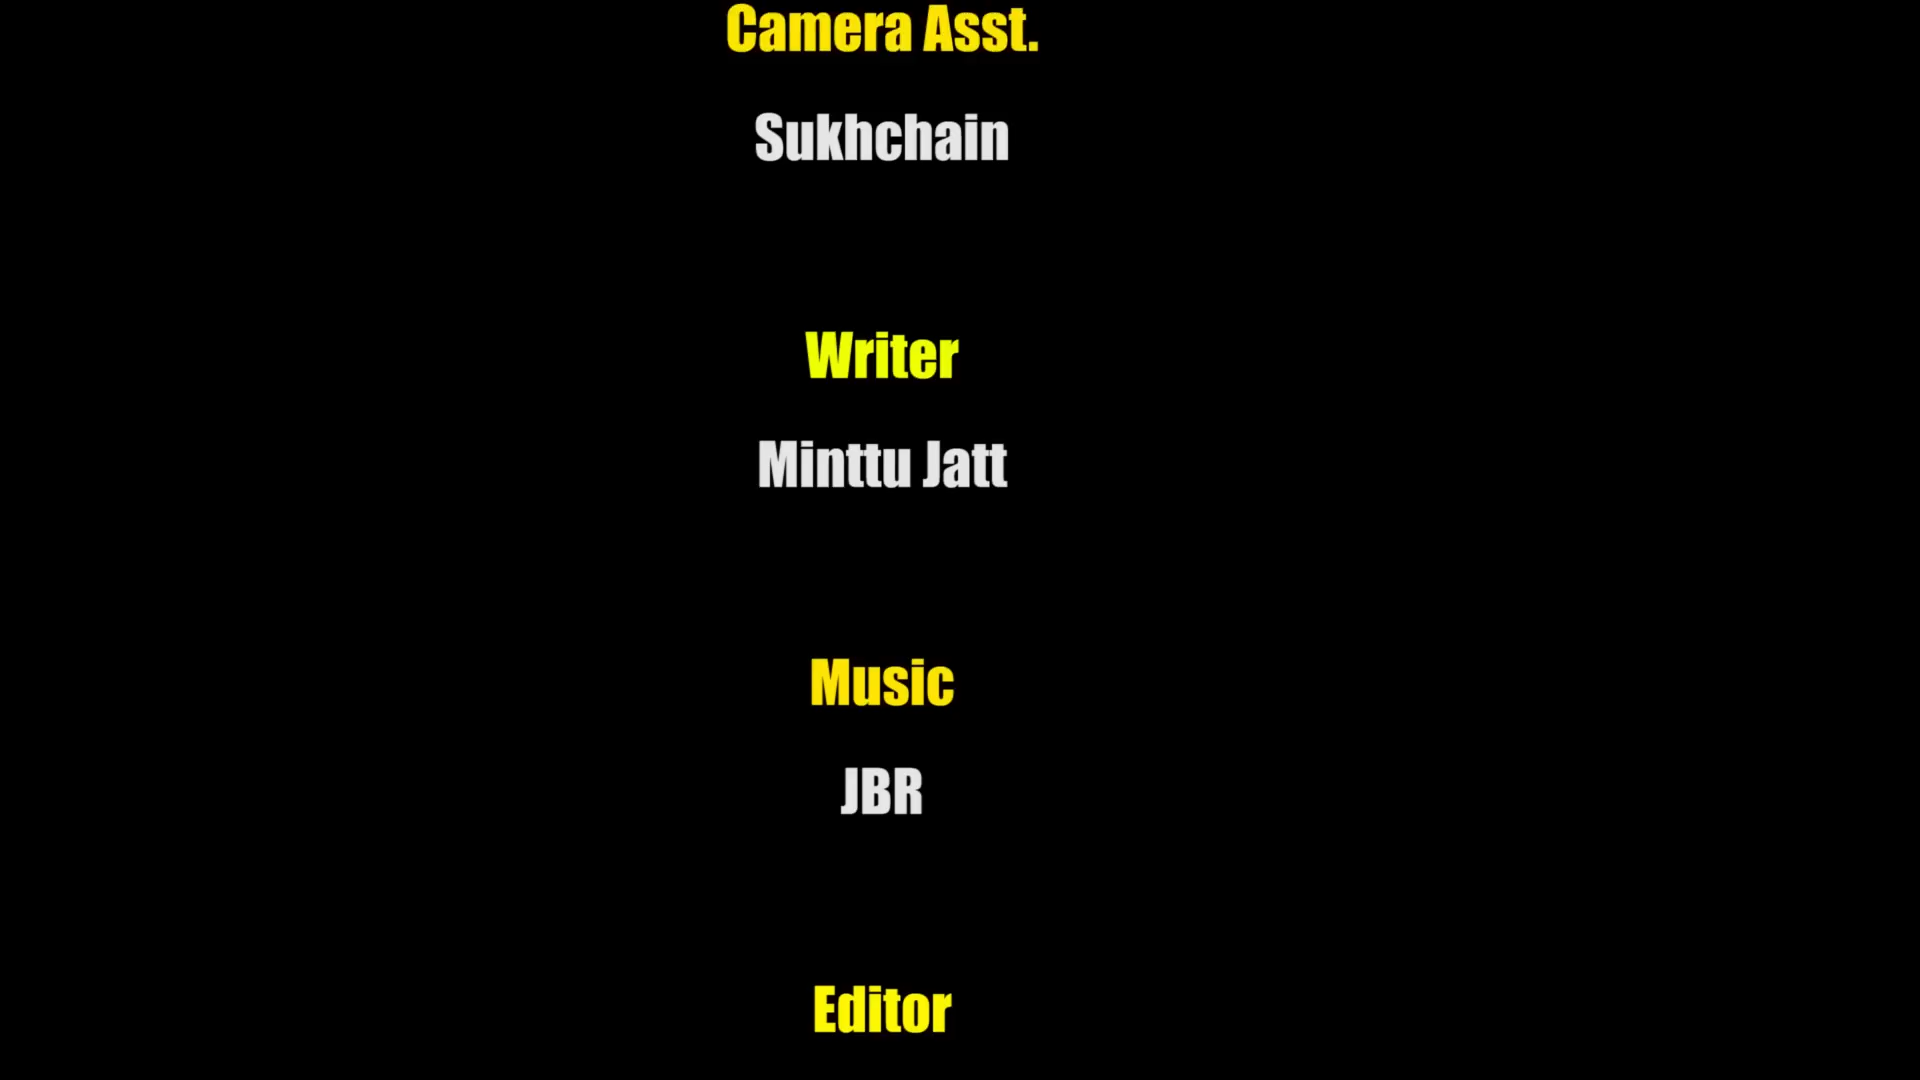 Camera Asst.
Sukhchain
Writer
Minttu Jatt
Music
JBR
Editor